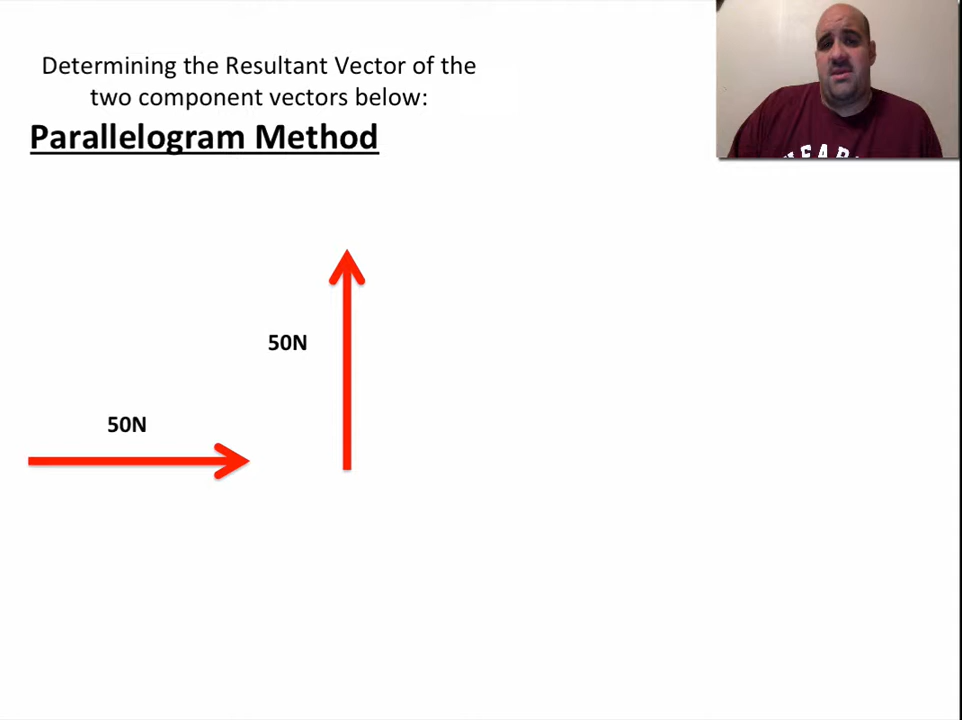 Determining the Resultant Vector of the
two component vectors below:
Parallelogram Method
50N
50N